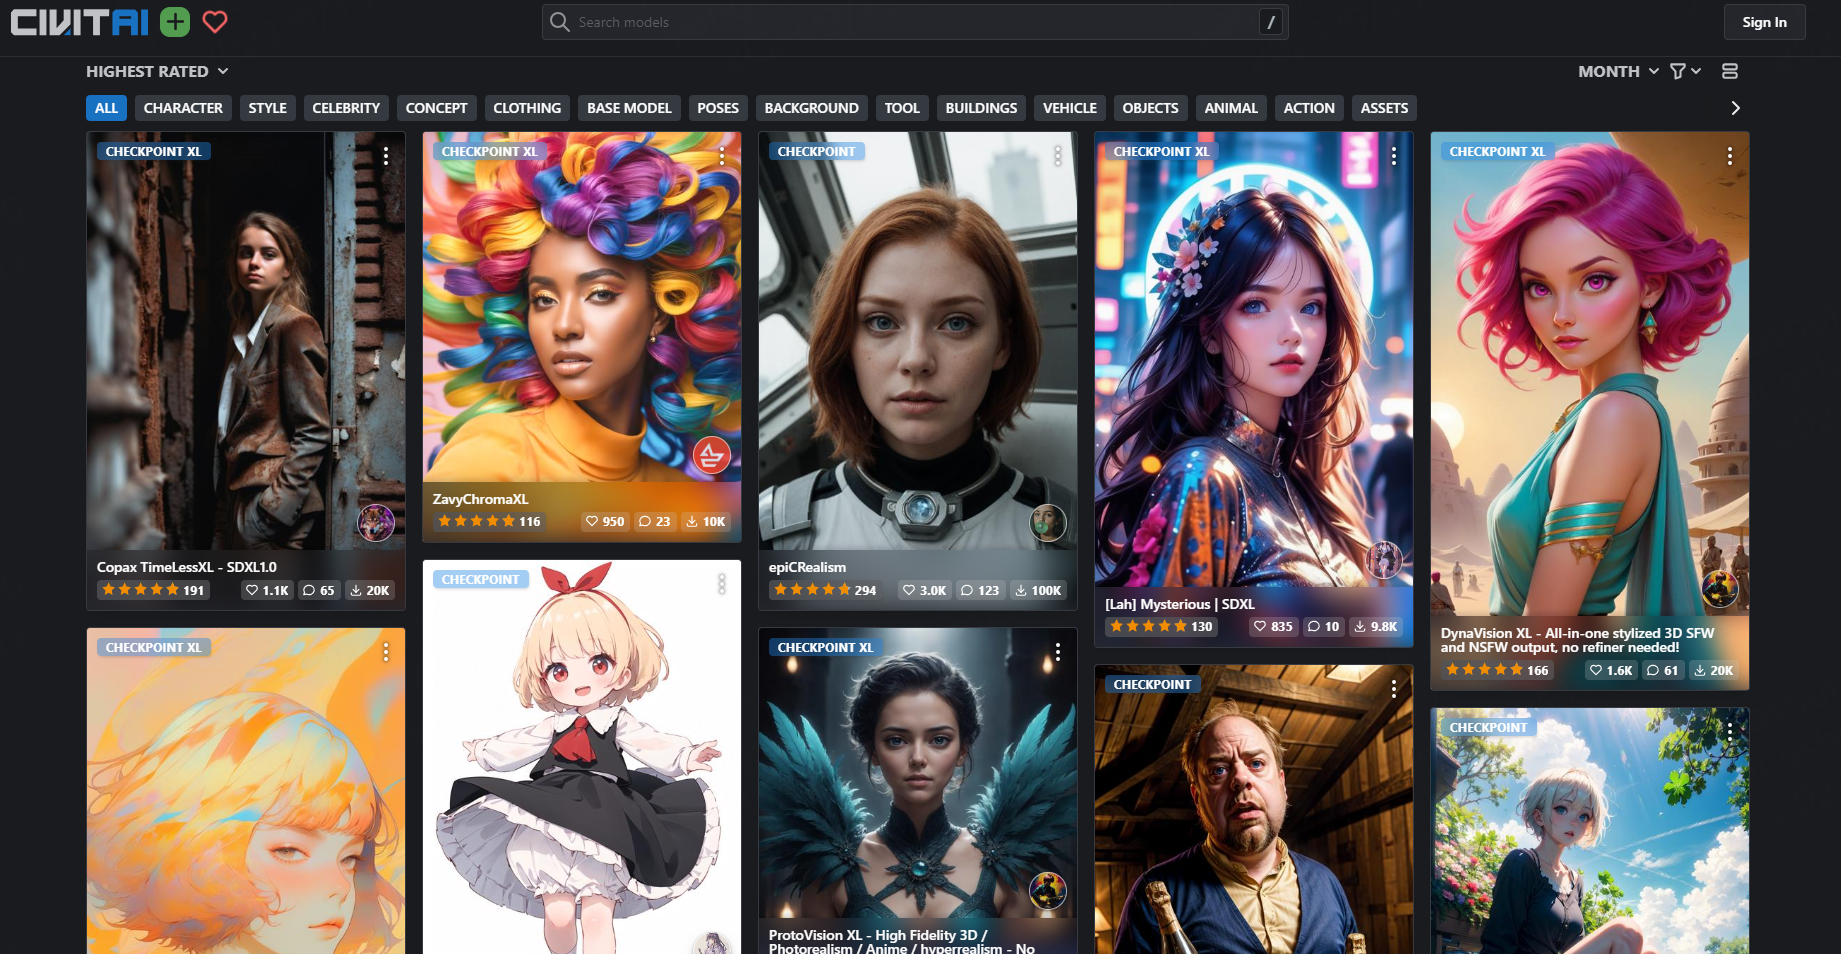 CIVITAI
Search models
/
Sign In
HIGHEST RATED
MONTH
ALL
CHARACTER
STYLE
CELEBRITY
CONCEPT
CLOTHING
BASE MODEL
POSES
BACKGROUND
TOOL
BUILDINGS
VEHICLE
OBJECTS
ANIMAL
ACTION
ASSETS
CHECKPOINT XL
Copax TimeLessXL - SDXL1.0
191 1.1K 65 20K
CHECKPOINT XL
ZavyChromaXL
116 950 23 10K
CHECKPOINT
epiCRealism
294 3.0K 123 100K
CHECKPOINT XL
[Lah] Mysterious | SDXL
130 835 10 9.8K
CHECKPOINT XL
DynaVision XL - All-in-one stylized 3D SFW
and NSFW output, no refiner needed!
166 1.6K 61 20K
CHECKPOINT XL
CHECKPOINT
CHECKPOINT XL
ProtoVision XL - High Fidelity 3D /
Photorealism / Anime / hyperrealism - No
CHECKPOINT
CHECKPOINT